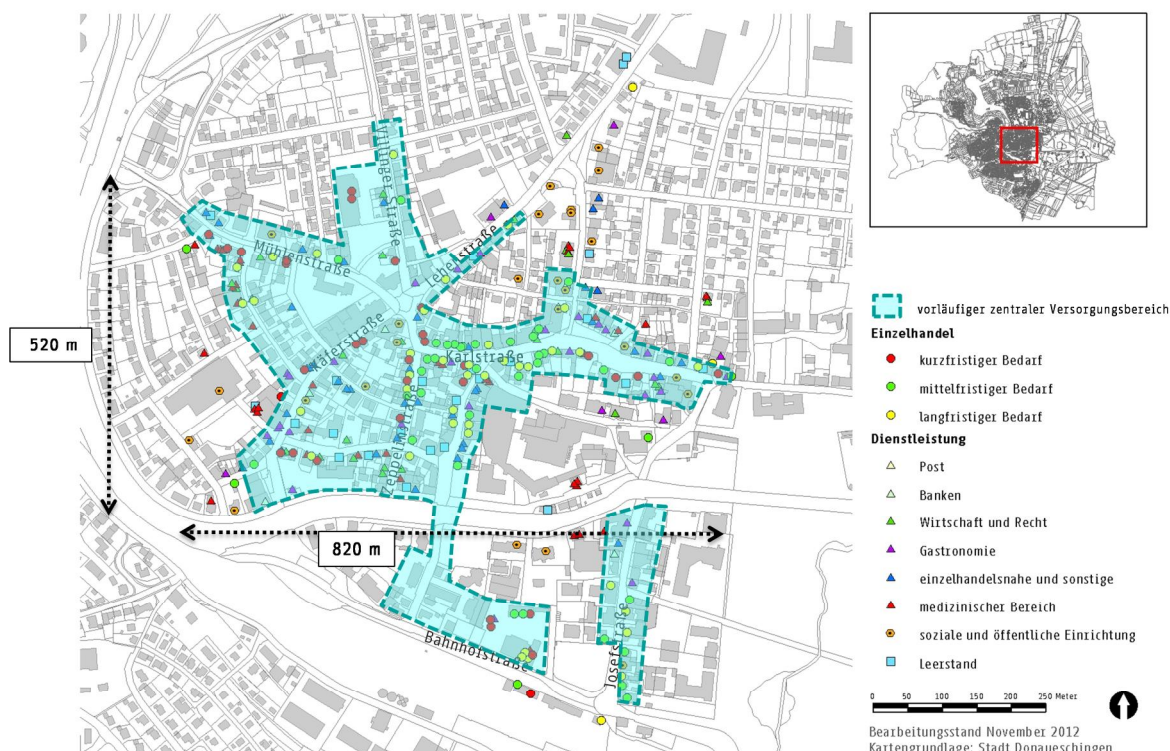 Villinger Straße
Mühlenstraße
Lehenstraße
Käferstraße
Karlstraße
Zeppelinstraße
Josefstraße
Bahnhofstraße
520 m
820 m
vorläufiger zentraler Versorgungsbereich
Einzelhandel
kurzfristiger Bedarf
mittelfristiger Bedarf
langfristiger Bedarf
Dienstleistung
Post
Banken
Wirtschaft und Recht
Gastronomie
einzelhandelsnahe und sonstige
medizinischer Bereich
soziale und öffentliche Einrichtung
Leerstand
0 50 100 150 200 250 Meter
Bearbeitungsstand November 2012
Kartengrundlage: Stadt Donaueschingen